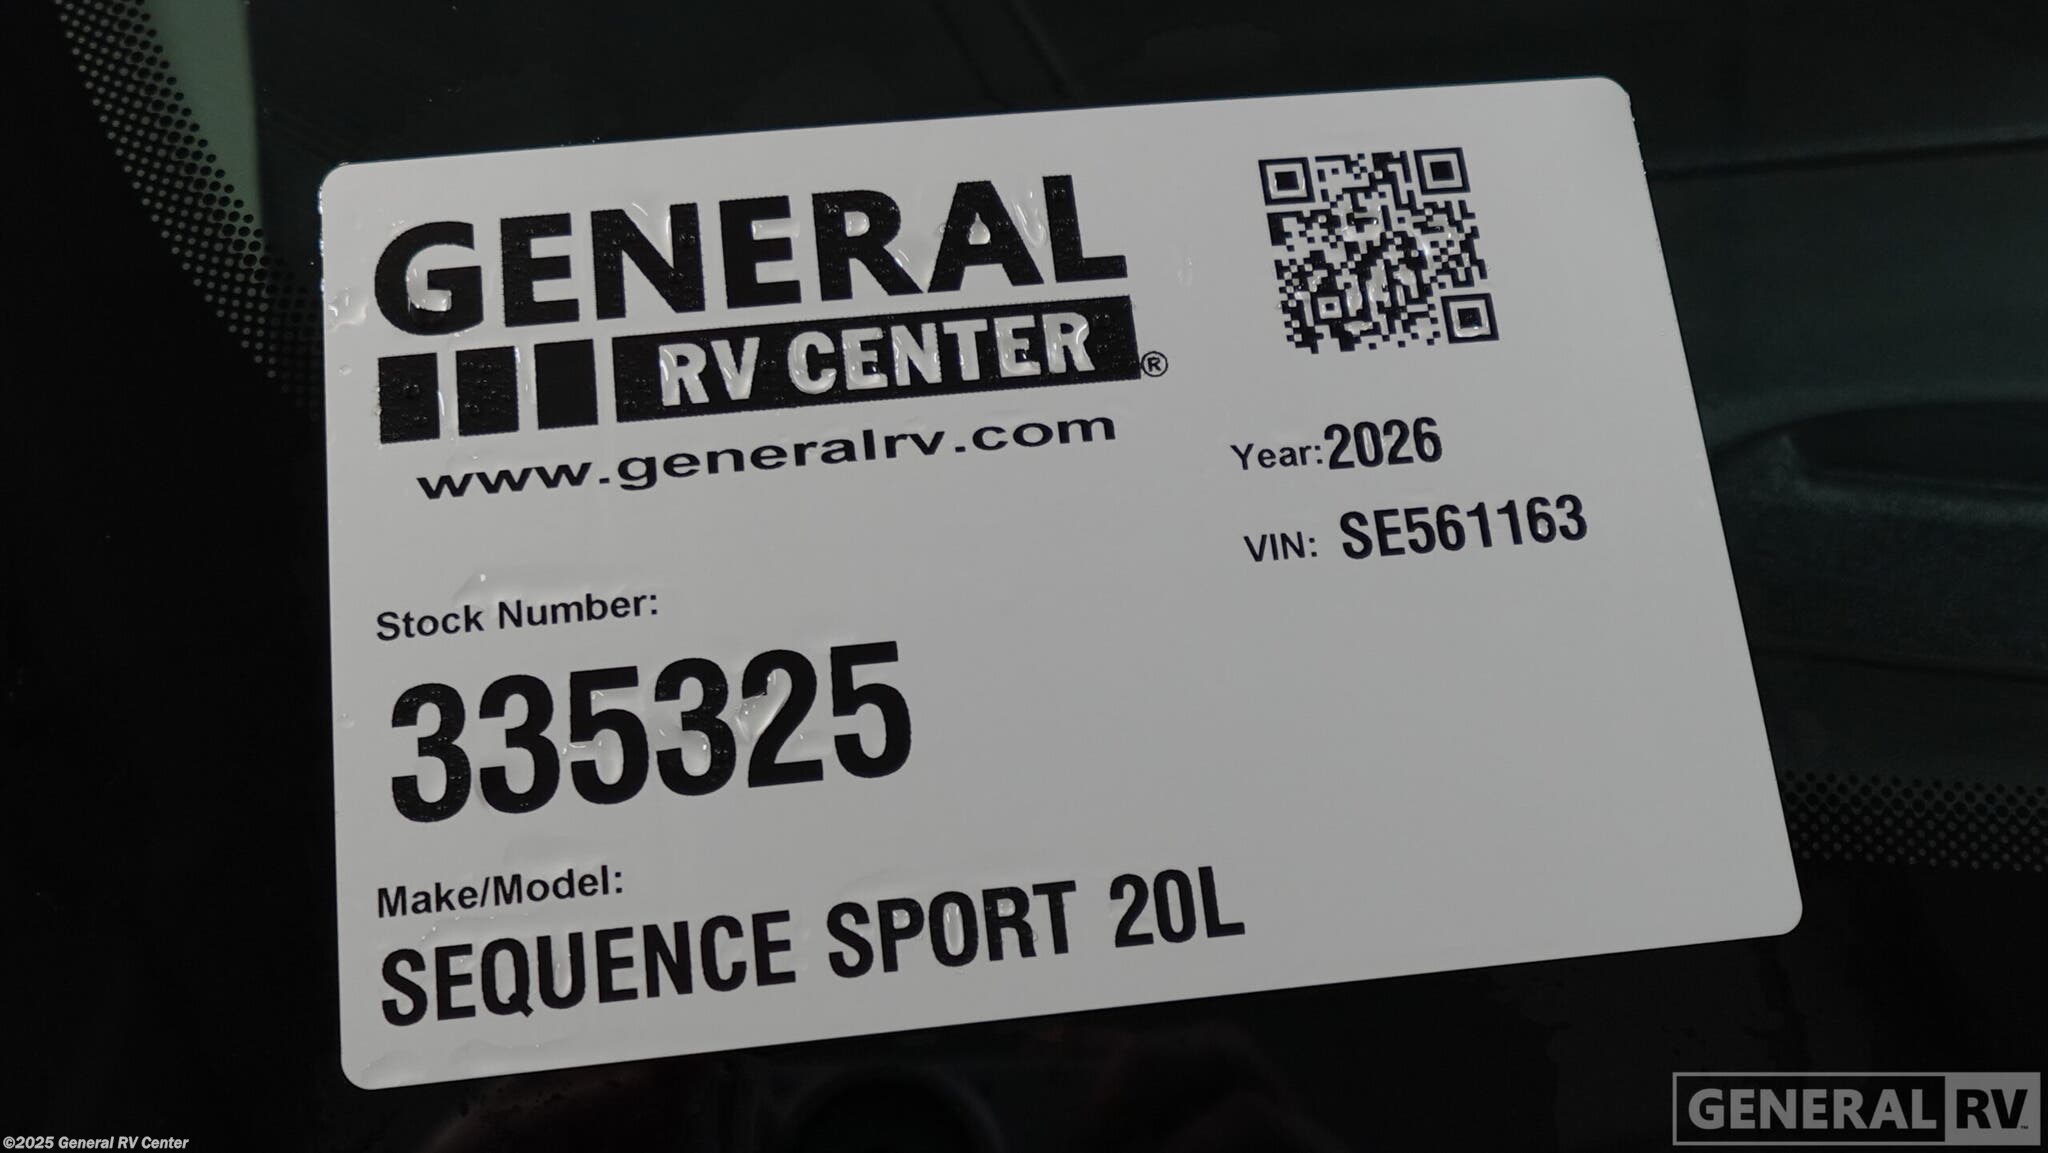 GENERAL
RV CENTER®
www.generalrv.com
Year: 2026
VIN: SE561163
Stock Number:
335325
Make/Model:
SEQUENCE SPORT 20L
©2025 General RV Center
GENERAL RV™